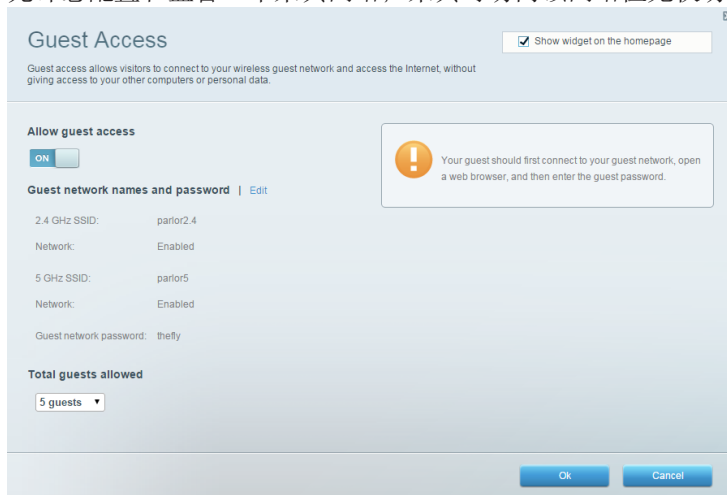 Guest Access
Show widget on the homepage
Guest access allows visitors to connect to your wireless guest network and access the Internet, without
giving access to your other computers or personal data.
Allow guest access
ON
Your guest should first connect to your guest network, open
a web browser, and then enter the guest password.
Guest network names and password | Edit
2.4 GHz SSID: parlor2.4
Network: Enabled
5 GHz SSID: parlor5
Network: Enabled
Guest network password: thefly
Total guests allowed
5 guests
Ok Cancel